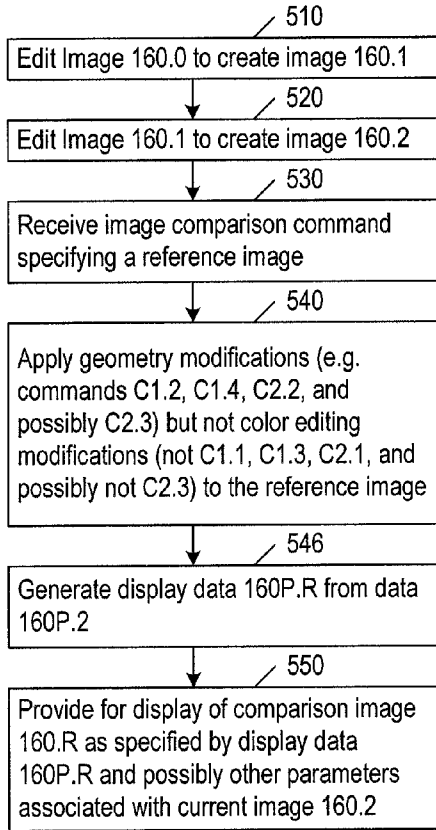 510
Edit Image 160.0 to create image 160.1
520
Edit Image 160.1 to create image 160.2
530
Receive image comparison command
specifying a reference image
540
Apply geometry modifications (e.g.
commands C1.2, C1.4, C2.2, and
possibly C2.3) but not color editing
modifications (not C1.1, C1.3, C2.1, and
possibly not C2.3) to the reference image
546
Generate display data 160P.R from data
160P.2
550
Provide for display of comparison image
160.R as specified by display data
160P.R and possibly other parameters
associated with current image 160.2